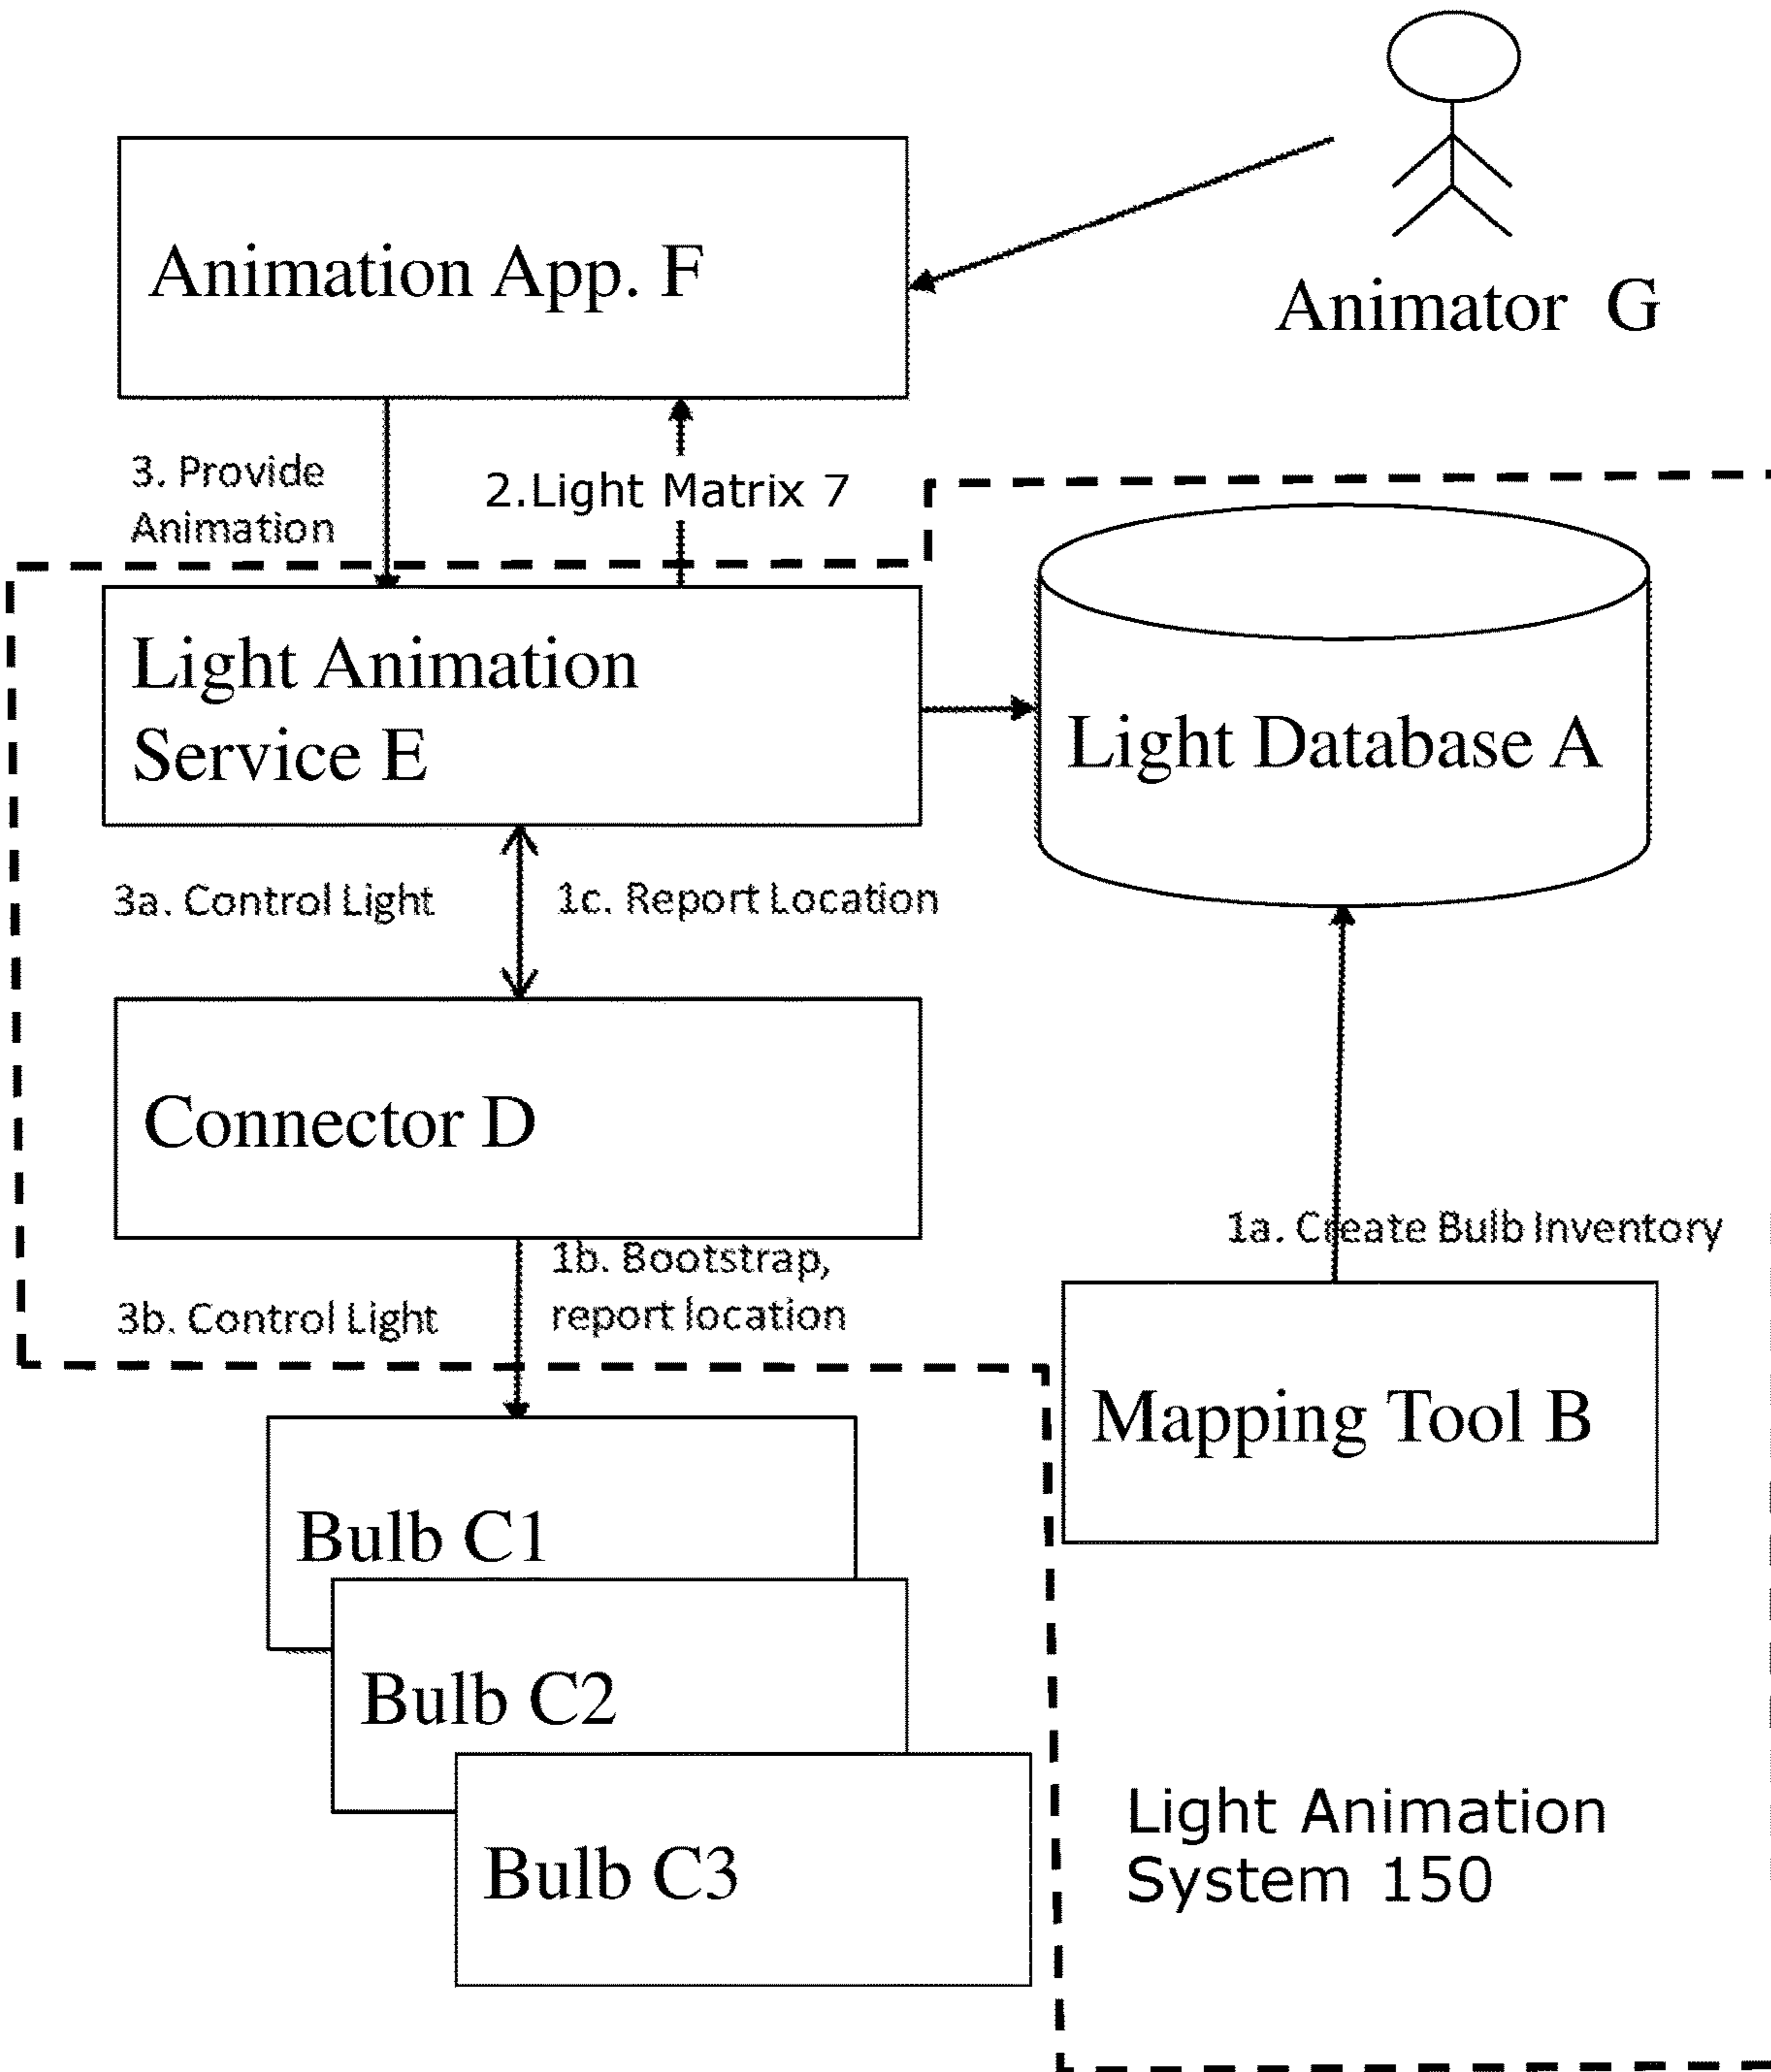 Animation App. F
Animator G
3. Provide
Animation
2.Light Matrix 7
Light Animation
Service E
Light Database A
3a. Control Light
1c. Report Location
Connector D
1a. Create Bulb Inventory
1b. Bootstrap,
report location
3b. Control Light
Mapping Tool B
Bulb C1
Bulb C2
Bulb C3
Light Animation
System 150